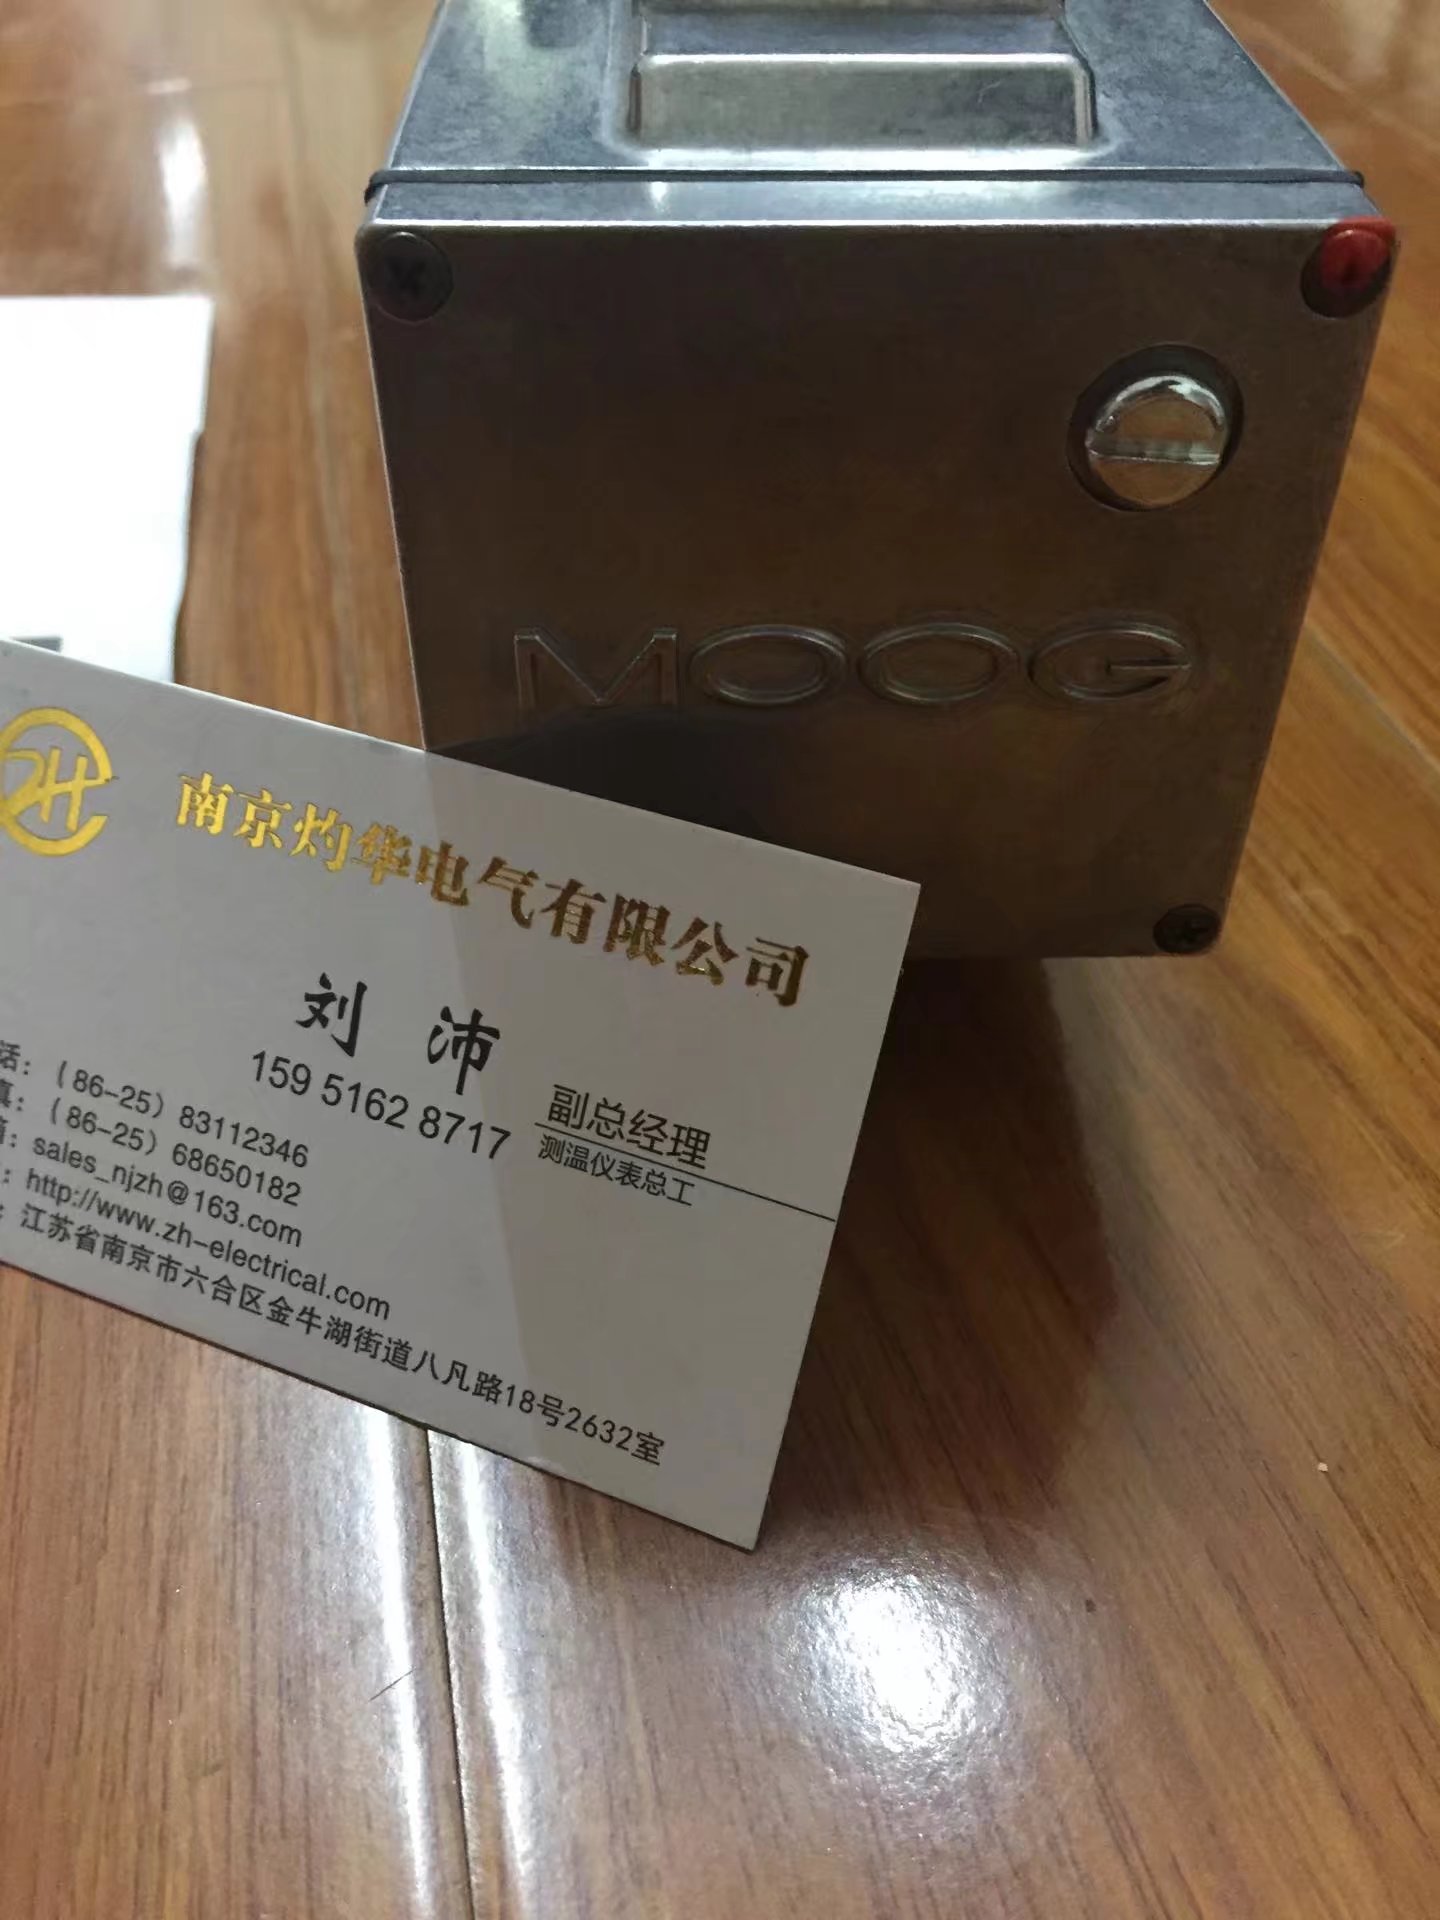 MOOG
ZH
南京灼华电气有限公司
刘 沛
159 5162 8717
副总经理
测温仪表总工
话：(86-25) 83112346
真：(86-25) 68650182
箱：sales_njzh@163.com
：http://www.zh-electrical.com
：江苏省南京市六合区金牛湖街道八凡路18号2632室